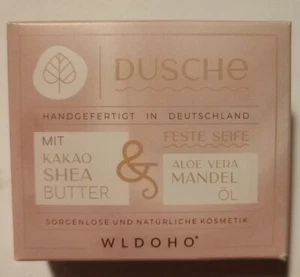 DUSCHE
HANDGEFERTIGT IN DEUTSCHLAND
MIT
KAKAO
SHEA
BUTTER
&
FESTE SEIFE
ALOE VERA
MANDEL
ÖL
SORGENLOSE UND NATÜRLICHE KOSMETIK
WLDOHO®